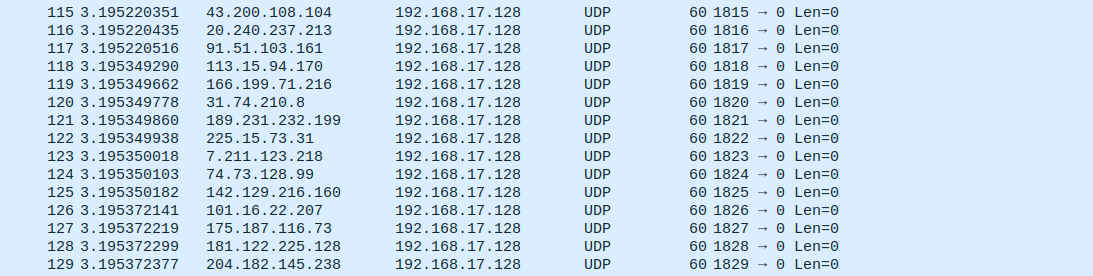 115 3.195220351 43.200.108.104 192.168.17.128 UDP 60 1815 → 0 Len=0
116 3.195220435 20.240.237.213 192.168.17.128 UDP 60 1816 → 0 Len=0
117 3.195220516 91.51.103.161 192.168.17.128 UDP 60 1817 → 0 Len=0
118 3.195349290 113.15.94.170 192.168.17.128 UDP 60 1818 → 0 Len=0
119 3.195349662 166.199.71.216 192.168.17.128 UDP 60 1819 → 0 Len=0
120 3.195349778 31.74.210.8 192.168.17.128 UDP 60 1820 → 0 Len=0
121 3.195349860 189.231.232.199 192.168.17.128 UDP 60 1821 → 0 Len=0
122 3.195349938 225.15.73.31 192.168.17.128 UDP 60 1822 → 0 Len=0
123 3.195350018 7.211.123.218 192.168.17.128 UDP 60 1823 → 0 Len=0
124 3.195350103 74.73.128.99 192.168.17.128 UDP 60 1824 → 0 Len=0
125 3.195350182 142.129.216.160 192.168.17.128 UDP 60 1825 → 0 Len=0
126 3.195372141 101.16.22.207 192.168.17.128 UDP 60 1826 → 0 Len=0
127 3.195372219 175.187.116.73 192.168.17.128 UDP 60 1827 → 0 Len=0
128 3.195372299 181.122.225.128 192.168.17.128 UDP 60 1828 → 0 Len=0
129 3.195372377 204.182.145.238 192.168.17.128 UDP 60 1829 → 0 Len=0